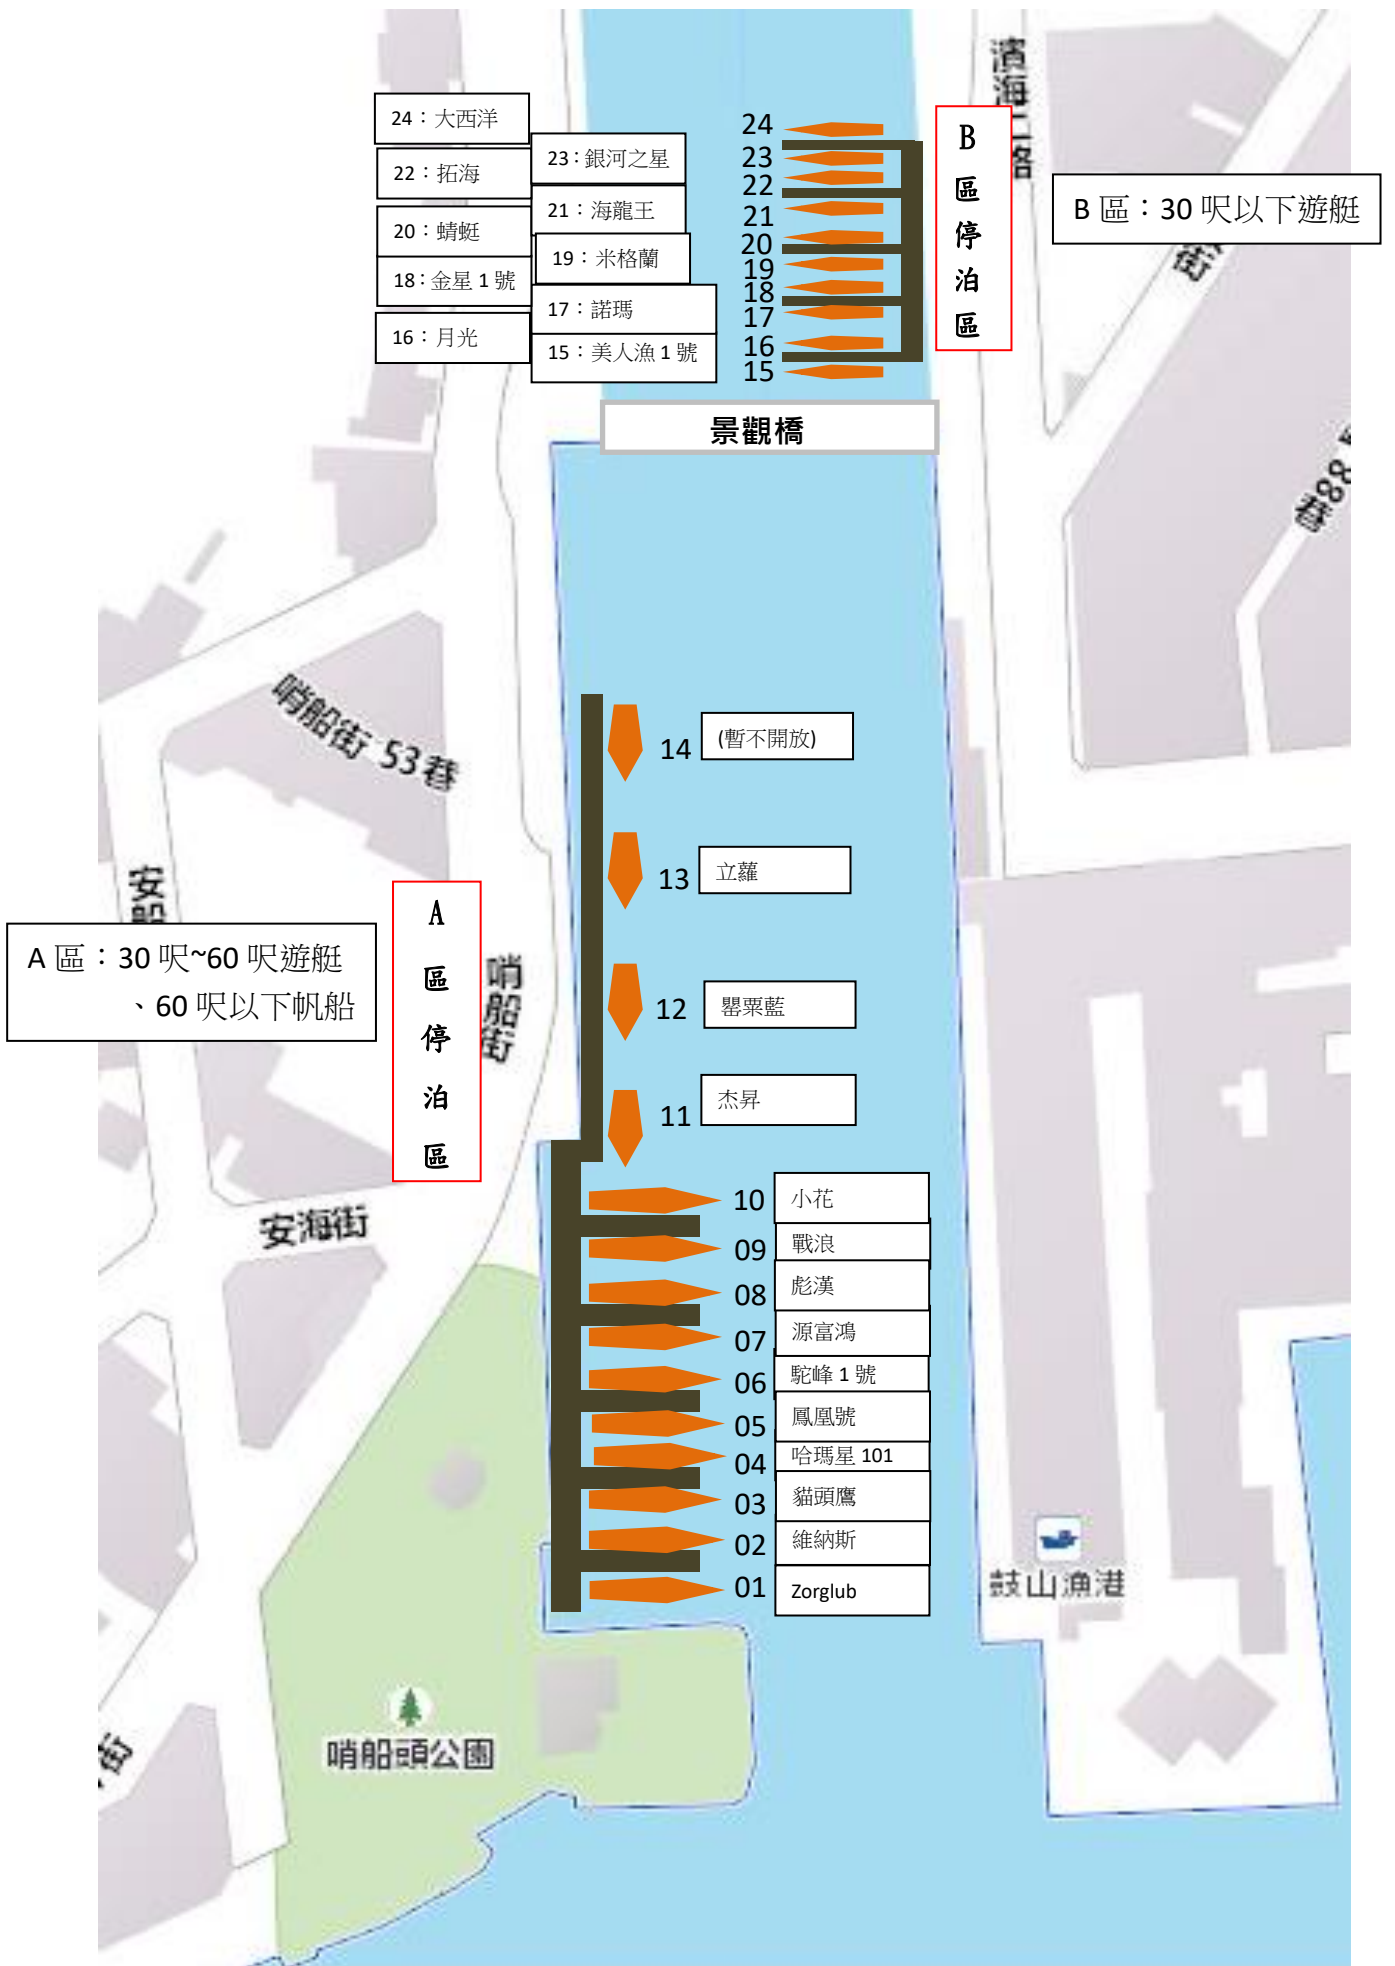 24：大西洋
23：銀河之星
22：拓海
21：海龍王
20：蜻蜓
19：米格蘭
18：金星 1 號
17：諾瑪
16：月光
15：美人漁 1 號
24
23
22
21
20
19
18
17
16
15
B區停泊區
B 區：30 呎以下遊艇
濱海二路
街
景觀橋
巷88
哨船街 53巷
14
(暫不開放)
13
立蘿
12
罌粟藍
11
杰昇
安船
A區停泊區
A 區：30 呎~60 呎遊艇
、60 呎以下帆船
哨船街
安海街
10
小花
09
戰浪
08
彪漢
07
源富鴻
06
駝峰 1 號
05
鳳凰號
04
哈瑪星 101
03
貓頭鷹
02
維納斯
01
Zorglub
鼓山漁港
哨船頭公園
街